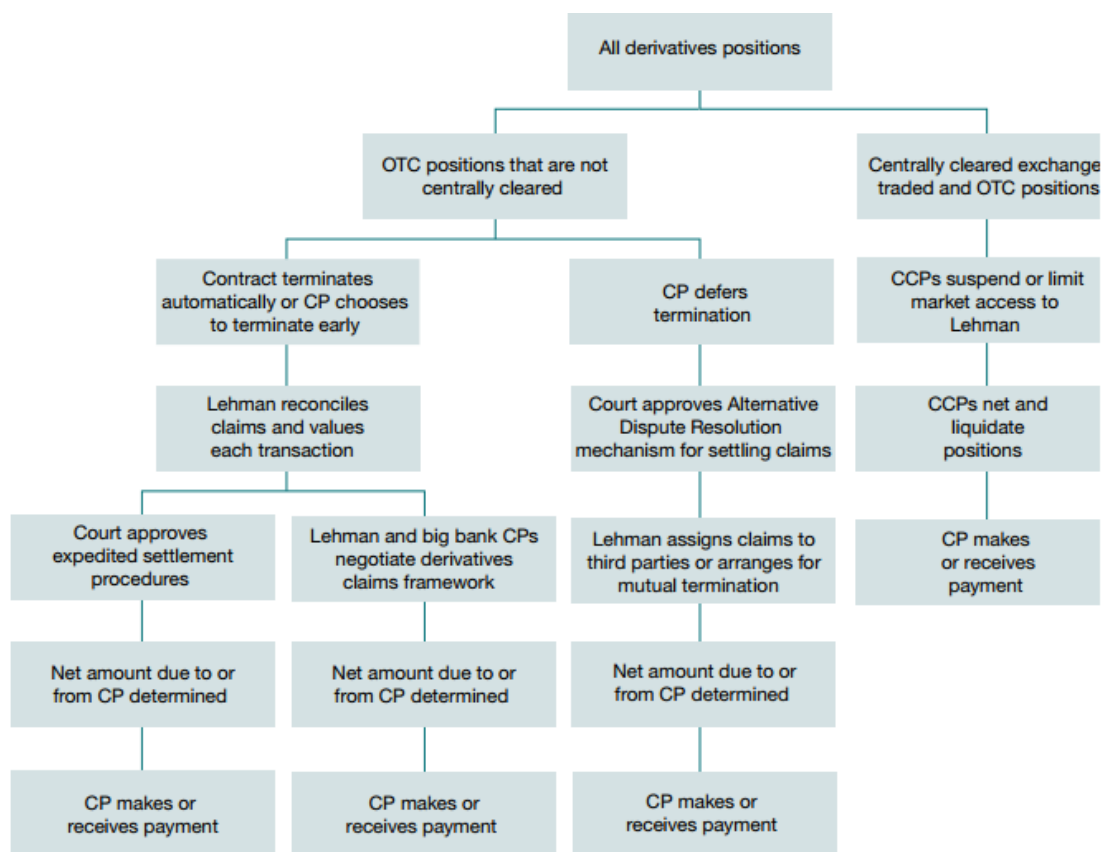 All derivatives positions
OTC positions that are not
centrally cleared
Centrally cleared exchange
traded and OTC positions
Contract terminates
automatically or CP chooses
to terminate early
CP defers
termination
CCPs suspend or limit
market access to
Lehman
Lehman reconciles
claims and values
each transaction
Court approves Alternative
Dispute Resolution
mechanism for settling claims
CCPs net and
liquidate
positions
Court approves
expedited settlement
procedures
Lehman and big bank CPs
negotiate derivatives
claims framework
Lehman assigns claims to
third parties or arranges for
mutual termination
CP makes
or receives
payment
Net amount due to or
from CP determined
Net amount due to or
from CP determined
Net amount due to or
from CP determined
CP makes or
receives payment
CP makes or
receives payment
CP makes or
receives payment